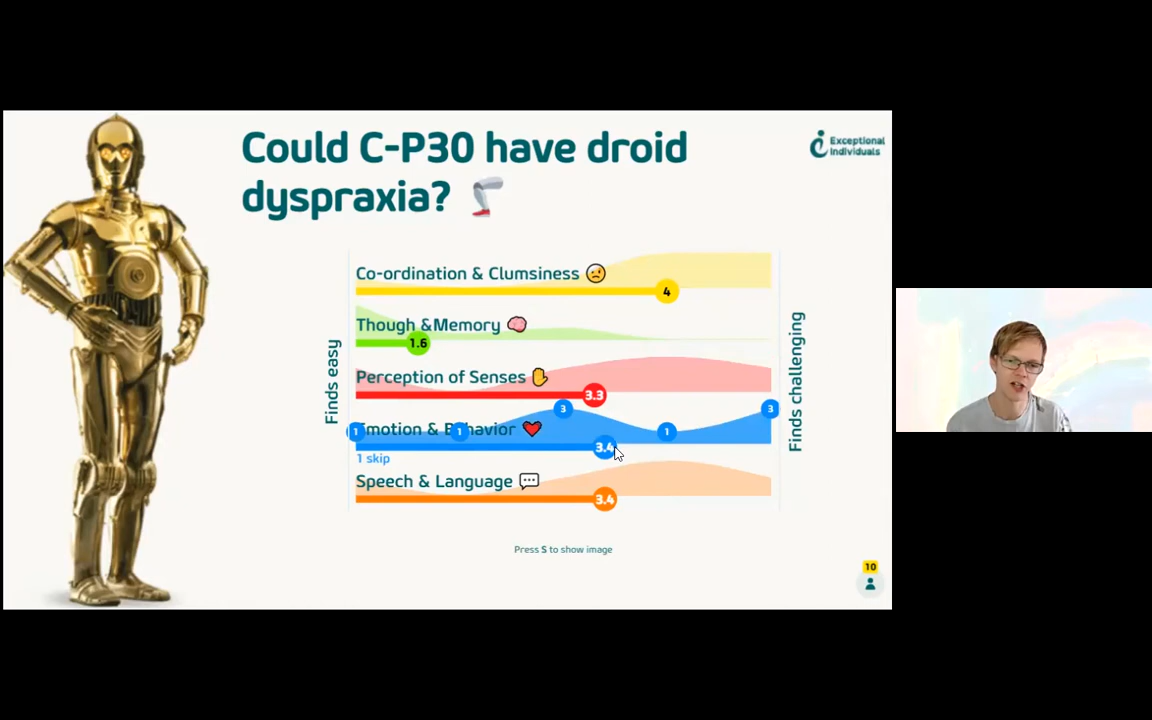 Could C-P30 have droid
dyspraxia?
Exceptional
Individuals
Finds easy
Co-ordination & Clumsiness
4
Though &Memory
1.6
Perception of Senses
3.3
3
3
1
1
1
Emotion & Behavior
3.4
1 skip
Speech & Language
3.4
Finds challenging
Press S to show image
10